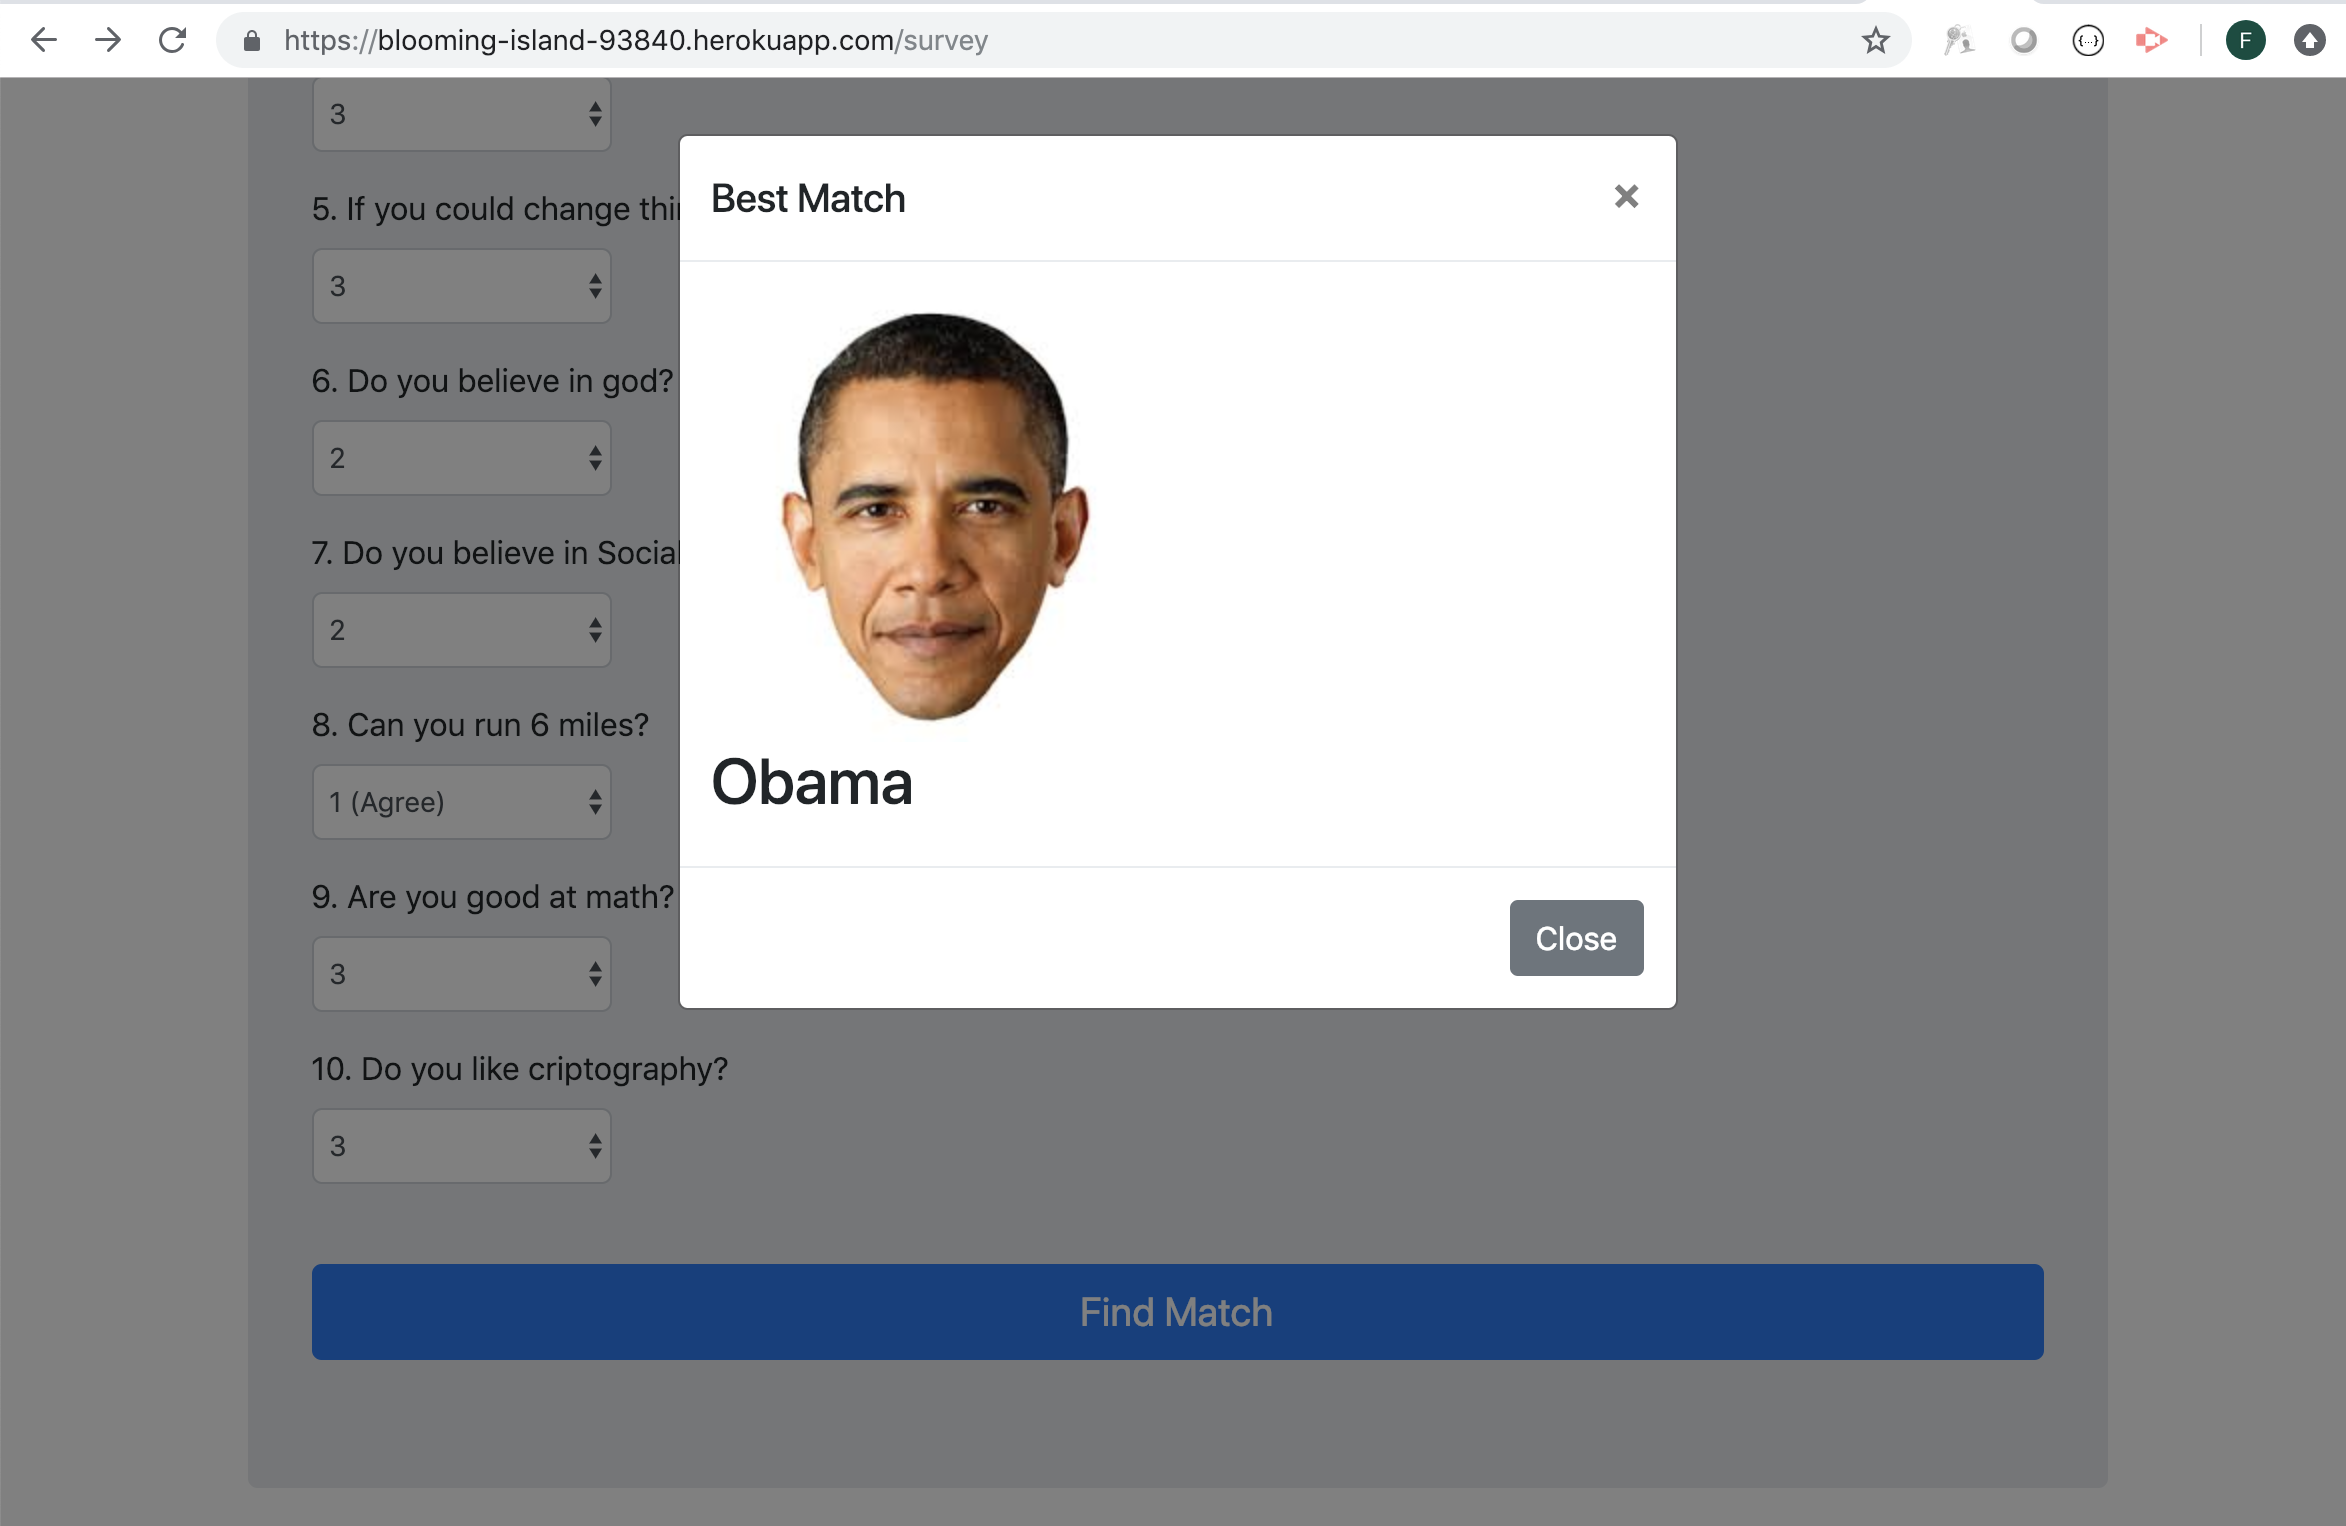 https://blooming-island-93840.herokuapp.com/survey
F
3
Best Match
×
5. If you could change
3
6. Do you believe in god?
2
7. Do you believe in
2
Obama
8. Can you run 6 miles?
1 (Agree)
9. Are you good at math?
Close
3
10. Do you like criptography?
3
Find Match